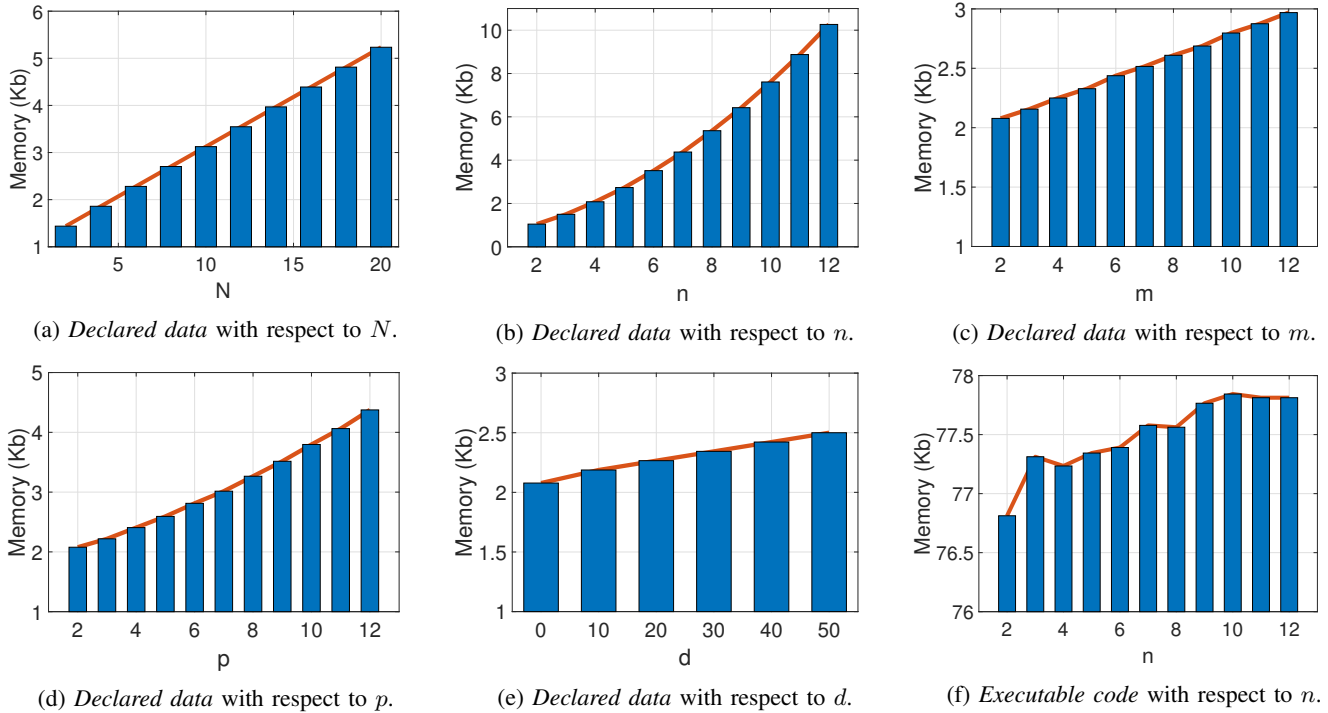 6
5
4
3
2
1
Memory (Kb)
5 10 15 20
N
(a) Declared data with respect to N.
10
8
6
4
2
0
Memory (Kb)
2 4 6 8 10 12
n
(b) Declared data with respect to n.
3
2.5
2
1.5
1
Memory (Kb)
2 4 6 8 10 12
m
(c) Declared data with respect to m.
5
4
3
2
1
Memory (Kb)
2 4 6 8 10 12
p
(d) Declared data with respect to p.
3
2.5
2
1.5
1
Memory (Kb)
0 10 20 30 40 50
d
(e) Declared data with respect to d.
78
77.5
77
76.5
76
Memory (Kb)
2 4 6 8 10 12
n
(f) Executable code with respect to n.